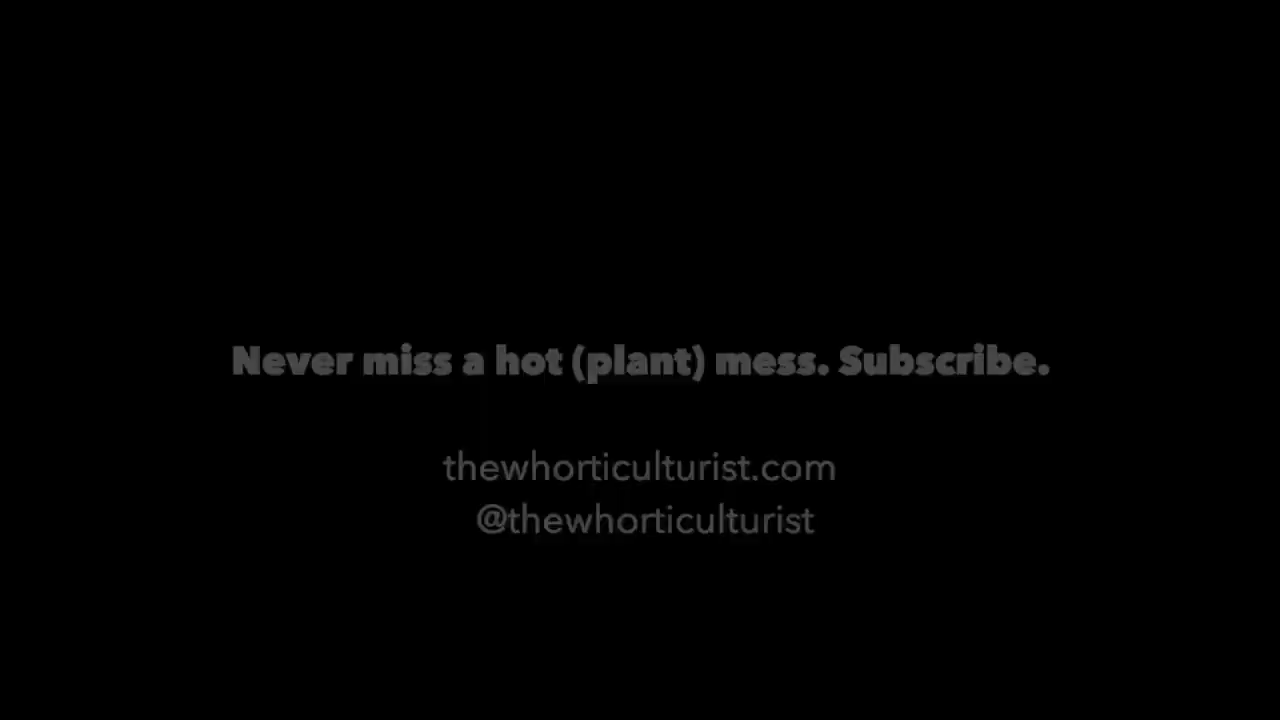 Never miss a hot (plant) mess. Subscribe.
thewhorticulturist.com
@thewhorticulturist